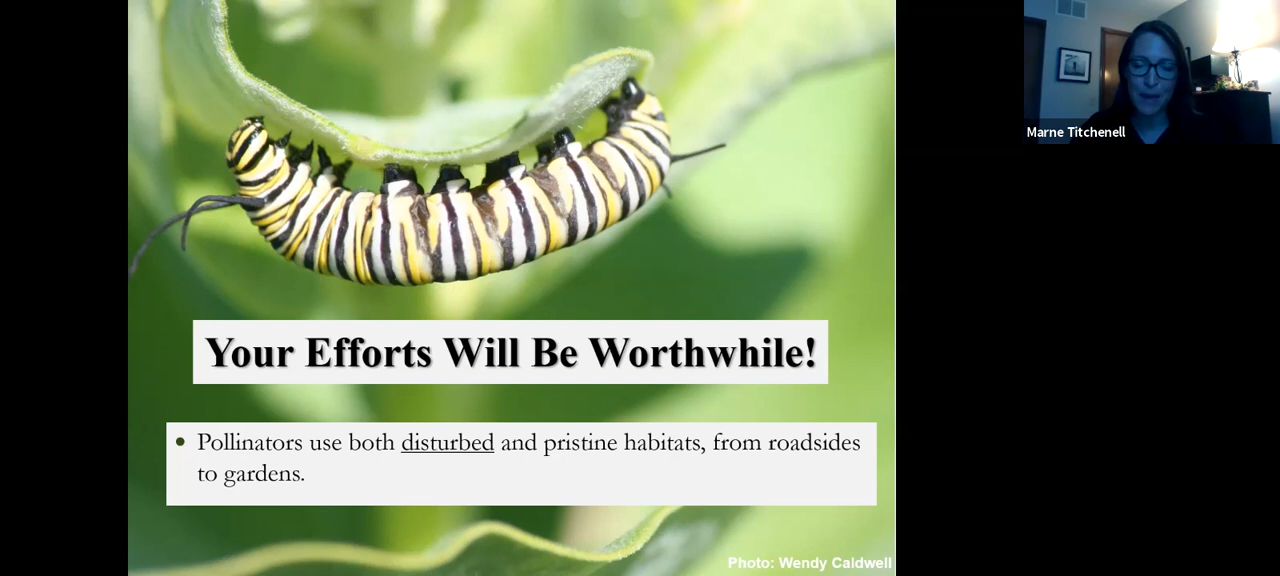 Marne Titchenell
Your Efforts Will Be Worthwhile!
• Pollinators use both disturbed and pristine habitats, from roadsides
to gardens.
Photo: Wendy Caldwell